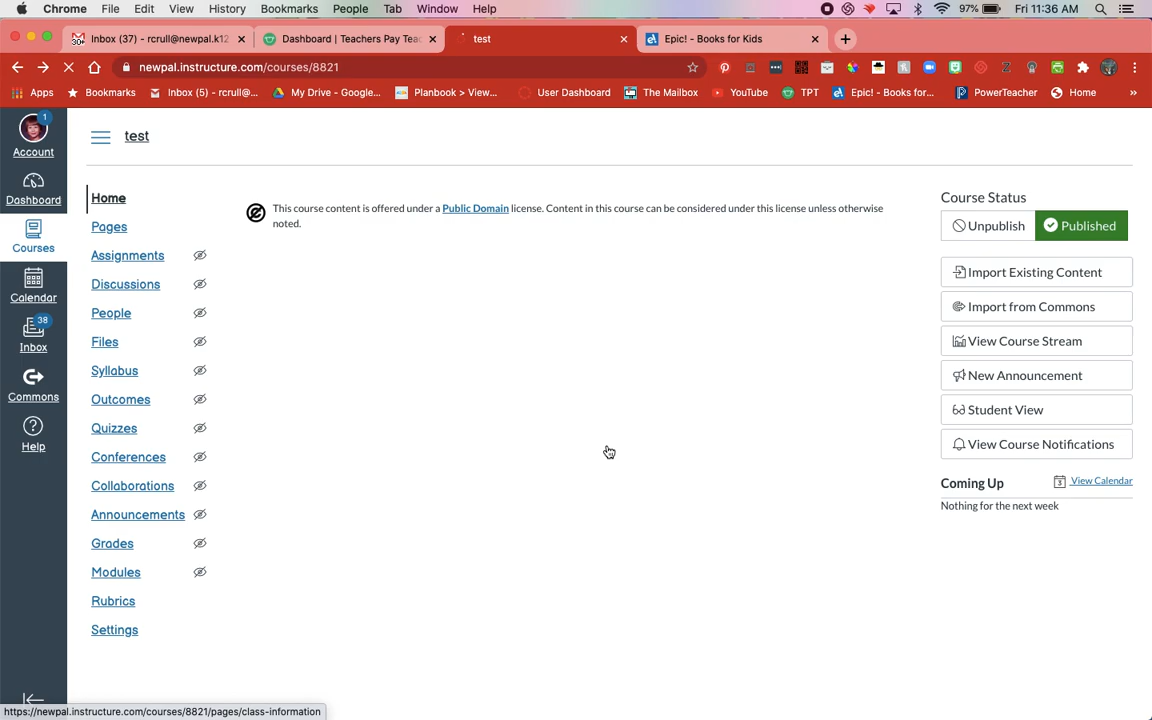 Chrome File Edit View History Bookmarks People Tab Window Help 97% Fri 11:36 AM
30+ Inbox (37) - rcrull@newpal.k12 Dashboard | Teachers Pay Teac test Epic! - Books for Kids
newpal.instructure.com/courses/8821
Apps Bookmarks Inbox (5) - rcrull@... My Drive - Google... Planbook > View... User Dashboard The Mailbox YouTube TPT Epic! - Books for... PowerTeacher Home »
1
Account
Dashboard
Courses
Calendar
38
Inbox
Commons
Help
test
Home
Pages
Assignments
Discussions
People
Files
Syllabus
Outcomes
Quizzes
Conferences
Collaborations
Announcements
Grades
Modules
Rubrics
Settings
This course content is offered under a Public Domain license. Content in this course can be considered under this license unless otherwise
noted.
Course Status
Unpublish Published
Import Existing Content
Import from Commons
View Course Stream
New Announcement
Student View
View Course Notifications
Coming Up 3 View Calendar
Nothing for the next week
https://newpal.instructure.com/courses/8821/pages/class-information